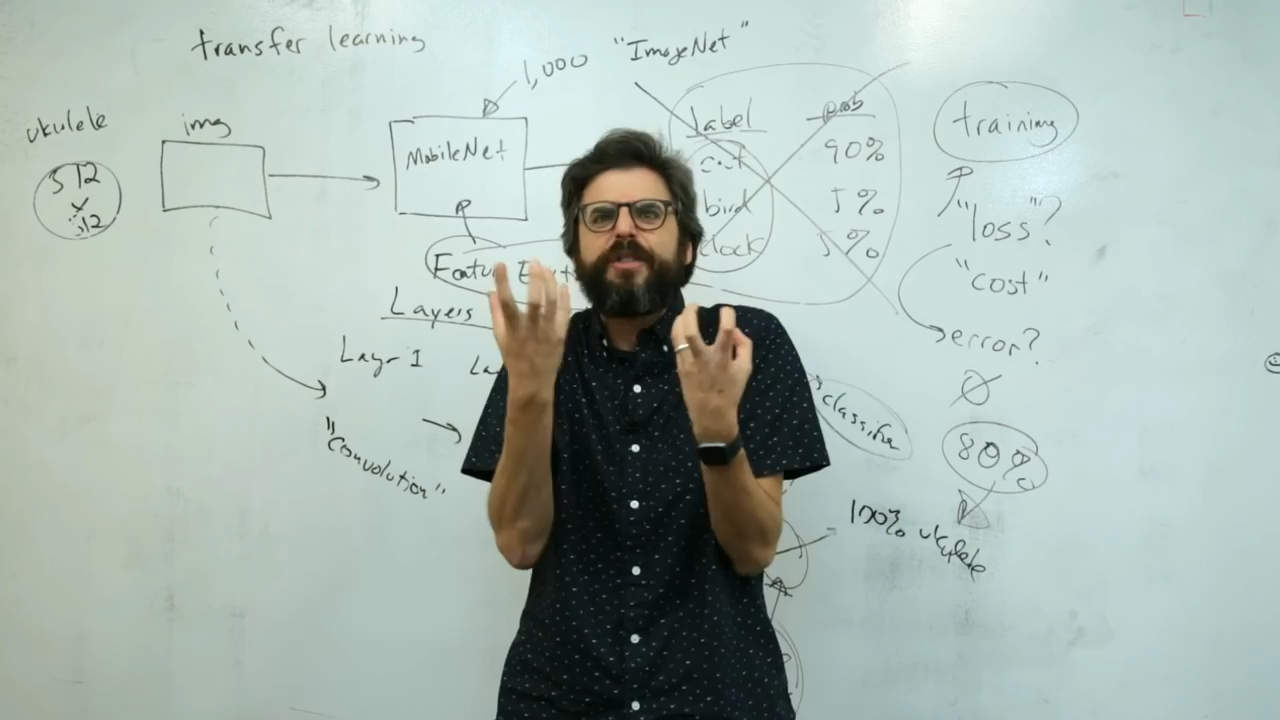 transfer learning
1,000 "ImageNet"
ukulele
512
x
512
img
MobileNet
label prob
cat 90%
bird 5%
clock 5%
training
"loss"?
"cost"
error?
80%
Layers
Layr 1
"convolution"
classifier
100% ukulele